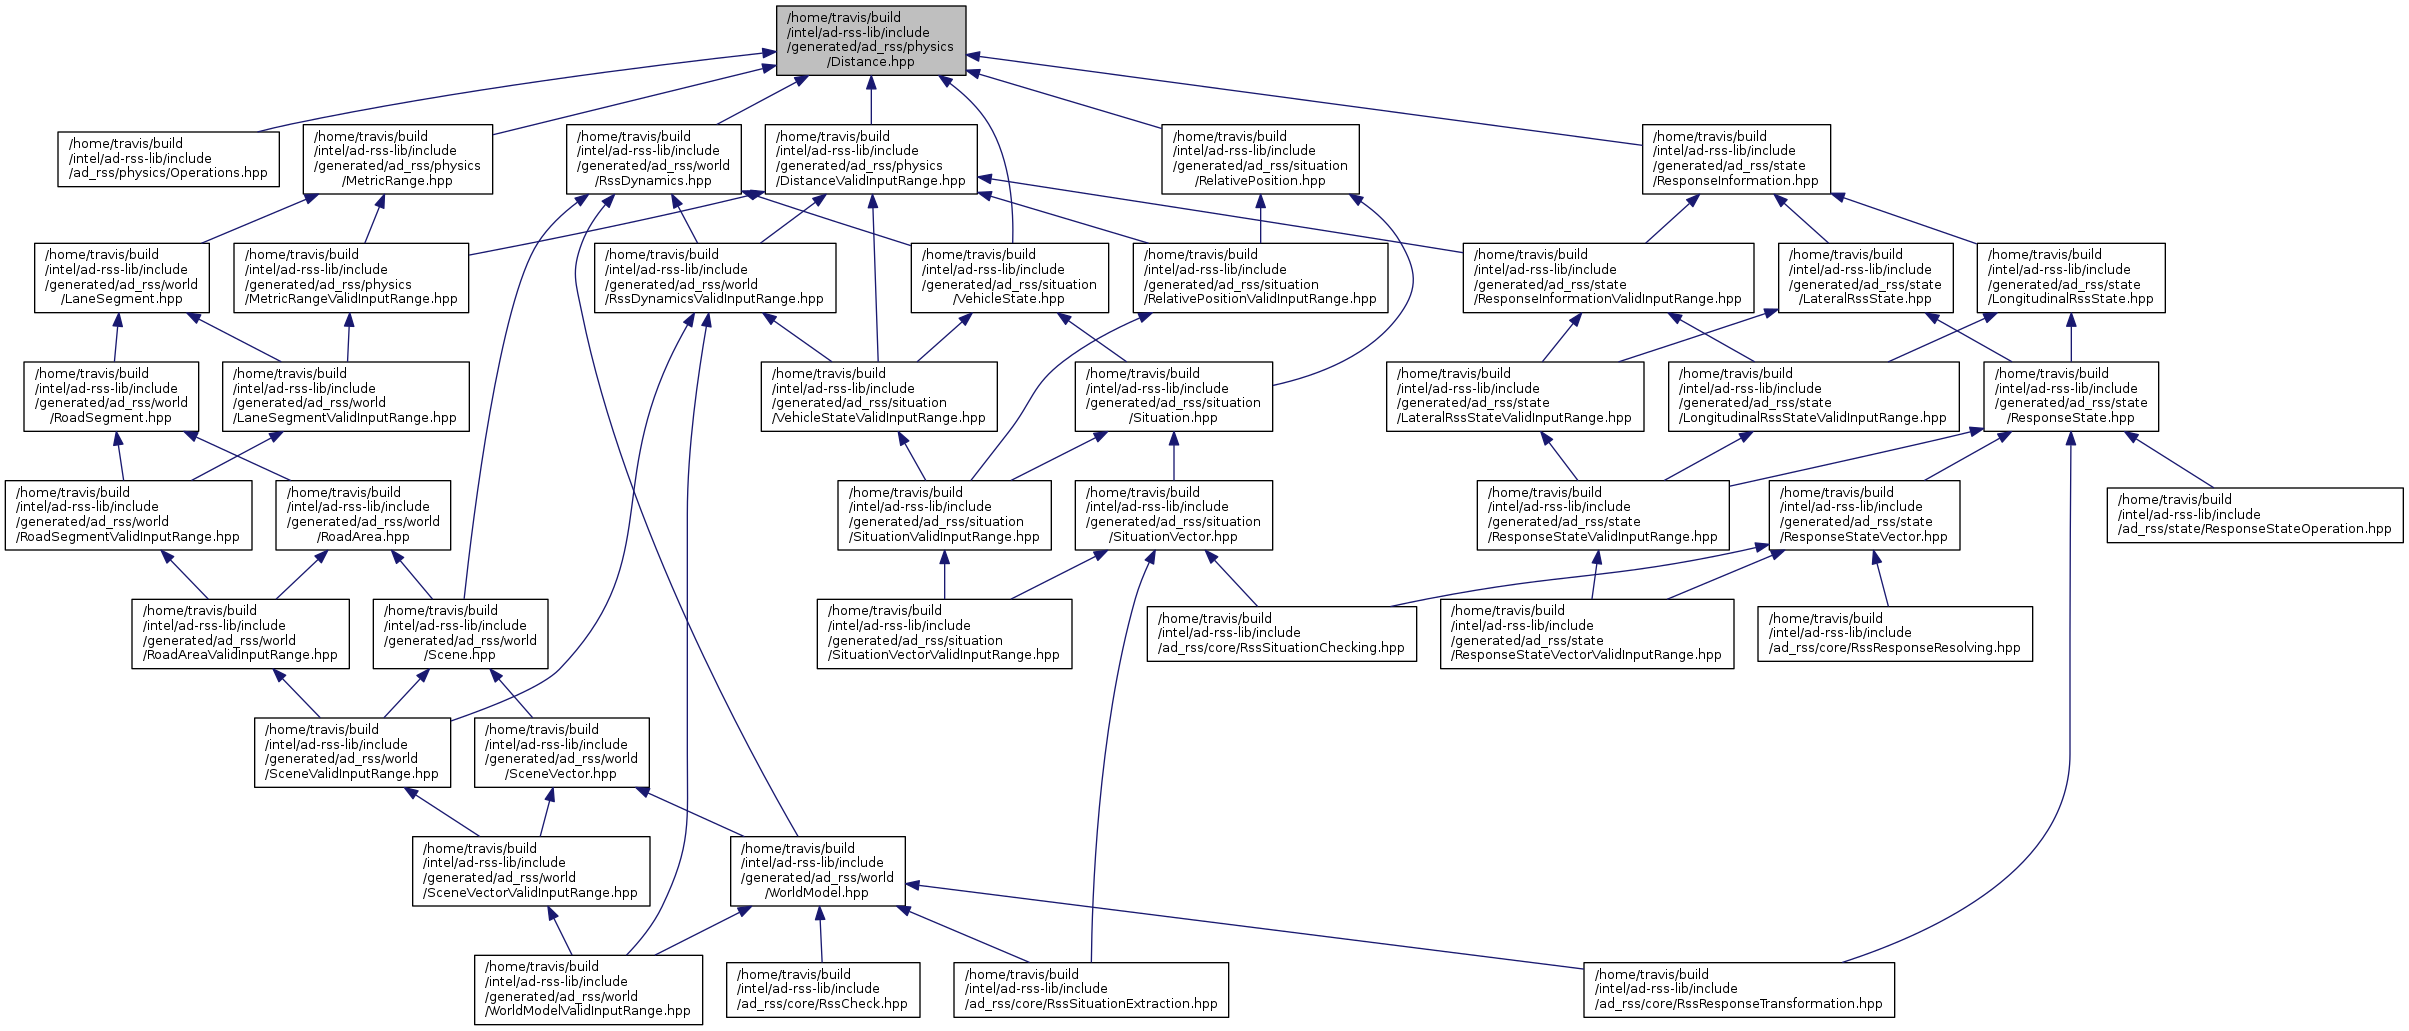 /home/travis/build
/intel/ad-rss-lib/include
/generated/ad_rss/physics
/Distance.hpp
/home/travis/build
/intel/ad-rss-lib/include
/ad_rss/physics/Operations.hpp
/home/travis/build
/intel/ad-rss-lib/include
/generated/ad_rss/physics
/MetricRange.hpp
/home/travis/build
/intel/ad-rss-lib/include
/generated/ad_rss/world
/RssDynamics.hpp
/home/travis/build
/intel/ad-rss-lib/include
/generated/ad_rss/physics
/DistanceValidInputRange.hpp
/home/travis/build
/intel/ad-rss-lib/include
/generated/ad_rss/situation
/RelativePosition.hpp
/home/travis/build
/intel/ad-rss-lib/include
/generated/ad_rss/state
/ResponseInformation.hpp
/home/travis/build
/intel/ad-rss-lib/include
/generated/ad_rss/world
/LaneSegment.hpp
/home/travis/build
/intel/ad-rss-lib/include
/generated/ad_rss/physics
/MetricRangeValidInputRange.hpp
/home/travis/build
/intel/ad-rss-lib/include
/generated/ad_rss/world
/RssDynamicsValidInputRange.hpp
/home/travis/build
/intel/ad-rss-lib/include
/generated/ad_rss/situation
/VehicleState.hpp
/home/travis/build
/intel/ad-rss-lib/include
/generated/ad_rss/situation
/RelativePositionValidInputRange.hpp
/home/travis/build
/intel/ad-rss-lib/include
/generated/ad_rss/state
/ResponseInformationValidInputRange.hpp
/home/travis/build
/intel/ad-rss-lib/include
/generated/ad_rss/state
/LateralRssState.hpp
/home/travis/build
/intel/ad-rss-lib/include
/generated/ad_rss/state
/LongitudinalRssState.hpp
/home/travis/build
/intel/ad-rss-lib/include
/generated/ad_rss/world
/RoadSegment.hpp
/home/travis/build
/intel/ad-rss-lib/include
/generated/ad_rss/world
/LaneSegmentValidInputRange.hpp
/home/travis/build
/intel/ad-rss-lib/include
/generated/ad_rss/situation
/VehicleStateValidInputRange.hpp
/home/travis/build
/intel/ad-rss-lib/include
/generated/ad_rss/situation
/Situation.hpp
/home/travis/build
/intel/ad-rss-lib/include
/generated/ad_rss/state
/LateralRssStateValidInputRange.hpp
/home/travis/build
/intel/ad-rss-lib/include
/generated/ad_rss/state
/LongitudinalRssStateValidInputRange.hpp
/home/travis/build
/intel/ad-rss-lib/include
/generated/ad_rss/state
/ResponseState.hpp
/home/travis/build
/intel/ad-rss-lib/include
/generated/ad_rss/world
/RoadSegmentValidInputRange.hpp
/home/travis/build
/intel/ad-rss-lib/include
/generated/ad_rss/world
/RoadArea.hpp
/home/travis/build
/intel/ad-rss-lib/include
/generated/ad_rss/situation
/SituationValidInputRange.hpp
/home/travis/build
/intel/ad-rss-lib/include
/generated/ad_rss/situation
/SituationVector.hpp
/home/travis/build
/intel/ad-rss-lib/include
/generated/ad_rss/state
/ResponseStateValidInputRange.hpp
/home/travis/build
/intel/ad-rss-lib/include
/generated/ad_rss/state
/ResponseStateVector.hpp
/home/travis/build
/intel/ad-rss-lib/include
/ad_rss/state/ResponseStateOperation.hpp
/home/travis/build
/intel/ad-rss-lib/include
/generated/ad_rss/world
/RoadAreaValidInputRange.hpp
/home/travis/build
/intel/ad-rss-lib/include
/generated/ad_rss/world
/Scene.hpp
/home/travis/build
/intel/ad-rss-lib/include
/generated/ad_rss/situation
/SituationVectorValidInputRange.hpp
/home/travis/build
/intel/ad-rss-lib/include
/ad_rss/core/RssSituationChecking.hpp
/home/travis/build
/intel/ad-rss-lib/include
/generated/ad_rss/state
/ResponseStateVectorValidInputRange.hpp
/home/travis/build
/intel/ad-rss-lib/include
/ad_rss/core/RssResponseResolving.hpp
/home/travis/build
/intel/ad-rss-lib/include
/generated/ad_rss/world
/SceneValidInputRange.hpp
/home/travis/build
/intel/ad-rss-lib/include
/generated/ad_rss/world
/SceneVector.hpp
/home/travis/build
/intel/ad-rss-lib/include
/generated/ad_rss/world
/SceneVectorValidInputRange.hpp
/home/travis/build
/intel/ad-rss-lib/include
/generated/ad_rss/world
/WorldModel.hpp
/home/travis/build
/intel/ad-rss-lib/include
/generated/ad_rss/world
/WorldModelValidInputRange.hpp
/home/travis/build
/intel/ad-rss-lib/include
/ad_rss/core/RssCheck.hpp
/home/travis/build
/intel/ad-rss-lib/include
/ad_rss/core/RssSituationExtraction.hpp
/home/travis/build
/intel/ad-rss-lib/include
/ad_rss/core/RssResponseTransformation.hpp